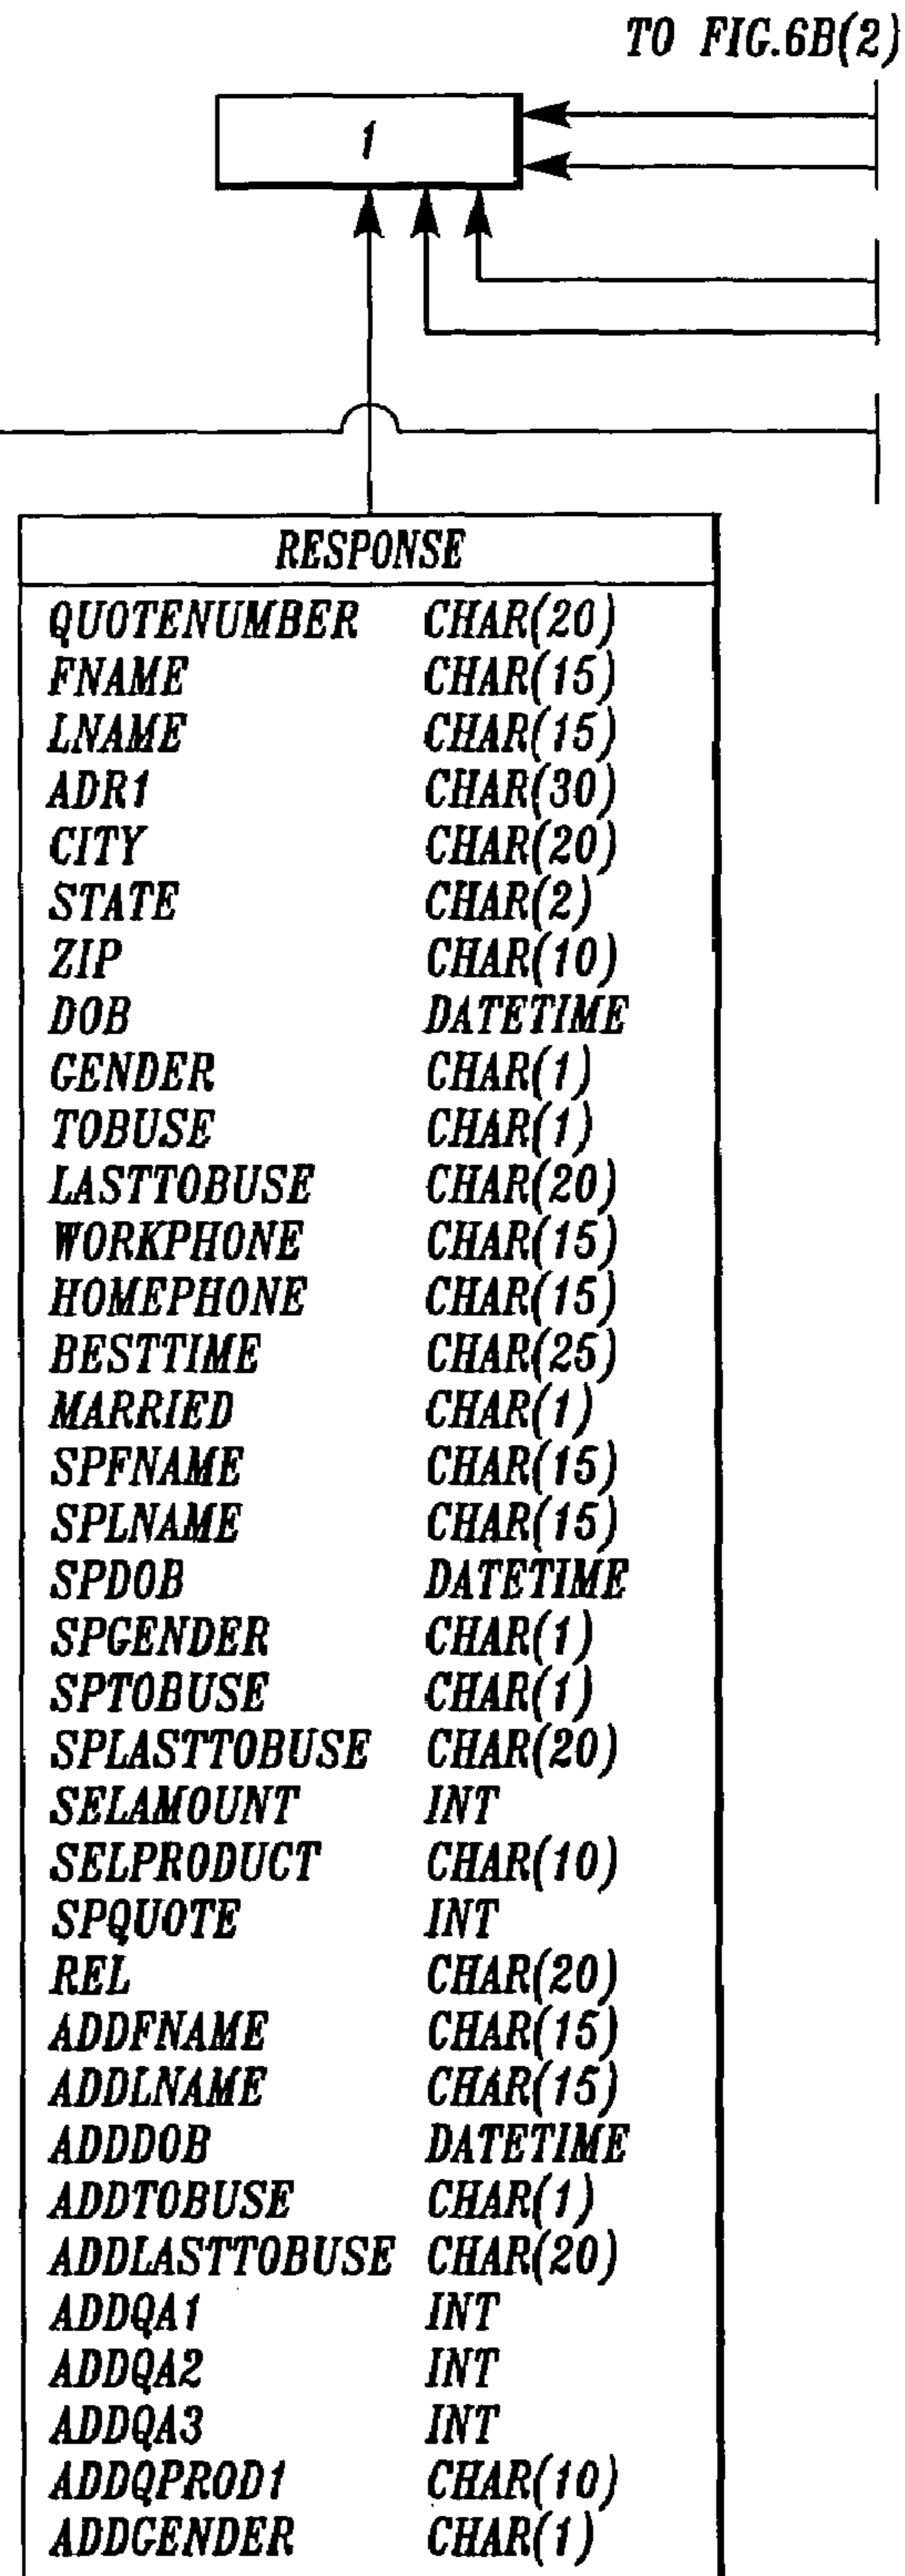 TO FIG.6B(2)
1
RESPONSE
QUOTENUMBER CHAR(20)
FNAME CHAR(15)
LNAME CHAR(15)
ADR1 CHAR(30)
CITY CHAR(20)
STATE CHAR(2)
ZIP CHAR(10)
DOB DATETIME
GENDER CHAR(1)
TOBUSE CHAR(1)
LASTTOBUSE CHAR(20)
WORKPHONE CHAR(15)
HOMEPHONE CHAR(15)
BESTTIME CHAR(25)
MARRIED CHAR(1)
SPFNAME CHAR(15)
SPLNAME CHAR(15)
SPDOB DATETIME
SPGENDER CHAR(1)
SPTOBUSE CHAR(1)
SPLASTTOBUSE CHAR(20)
SELAMOUNT INT
SELPRODUCT CHAR(10)
SPQUOTE INT
REL CHAR(20)
ADDFNAME CHAR(15)
ADDLNAME CHAR(15)
ADDDOB DATETIME
ADDTOBUSE CHAR(1)
ADDLASTTOBUSE CHAR(20)
ADDQA1 INT
ADDQA2 INT
ADDQA3 INT
ADDQPROD1 CHAR(10)
ADDGENDER CHAR(1)